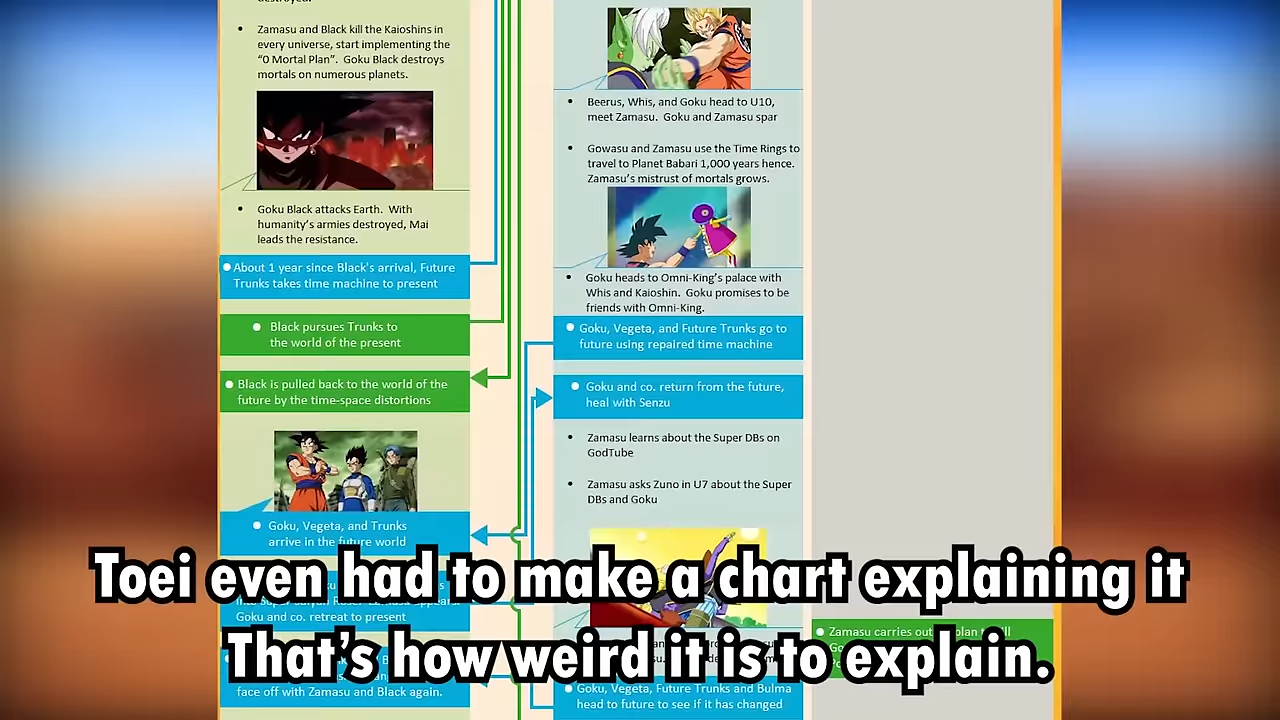 destroyed.
Zamasu and Black kill the Kaioshins in
every universe, start implementing the
“0 Mortal Plan”. Goku Black destroys
mortals on numerous planets.
Goku Black attacks Earth. With
humanity’s armies destroyed, Mai
leads the resistance.
About 1 year since Black's arrival, Future
Trunks takes time machine to present
Black pursues Trunks to
the world of the present
Black is pulled back to the world of the
future by the time-space distortions
Goku, Vegeta, and Trunks
arrive in the future world
Goku and co. retreat to present
face off with Zamasu and Black again.
Beerus, Whis, and Goku head to U10,
meet Zamasu. Goku and Zamasu spar
Gowasu and Zamasu use the Time Rings to
travel to Planet Babari 1,000 years hence.
Zamasu’s mistrust of mortals grows.
Goku heads to Omni-King’s palace with
Whis and Kaioshin. Goku promises to be
friends with Omni-King.
Goku, Vegeta, and Future Trunks go to
future using repaired time machine
Goku and co. return from the future,
heal with Senzu
Zamasu learns about the Super DBs on
GodTube
Zamasu asks Zuno in U7 about the Super
DBs and Goku
Goku, Vegeta, Future Trunks and Bulma
head to future to see if it has changed
Zamasu carries out
Toei even had to make a chart explaining it
That’s how weird it is to explain.